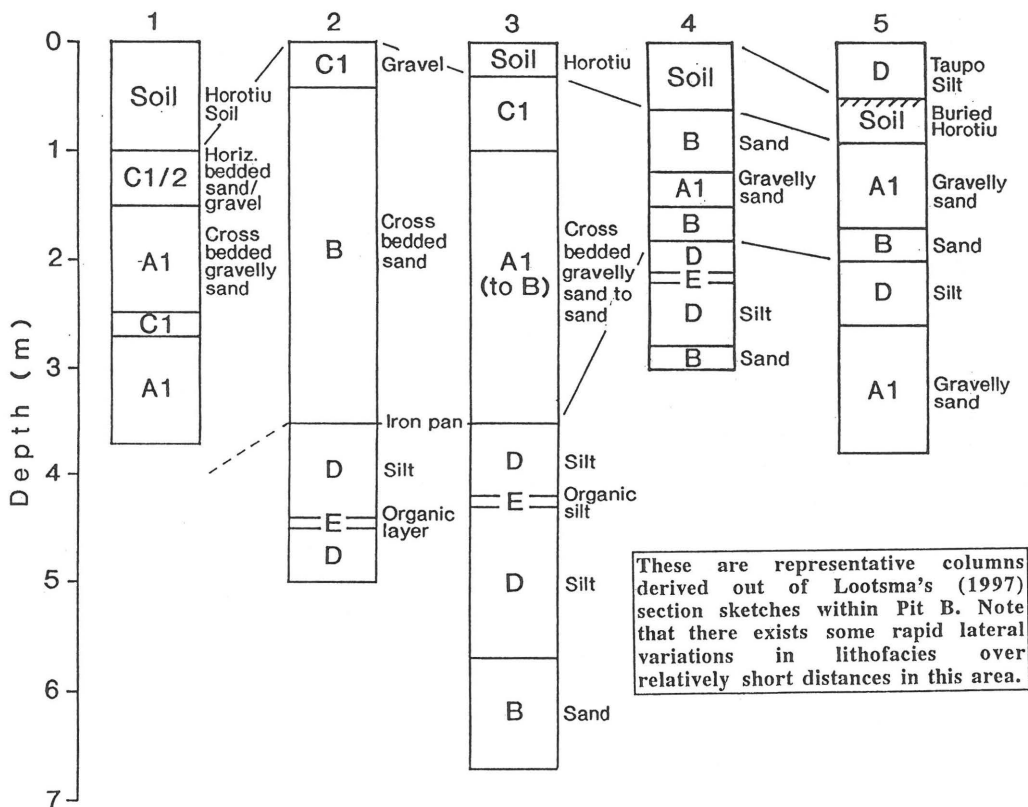 1
2
3
4
5
Depth (m)
0
1
2
3
4
5
6
7
Soil
Horotiu
Soil
C1/2
Horiz.
bedded
sand/
gravel
A1
Cross
bedded
gravelly
sand
C1
A1
C1
Gravel
B
Cross
bedded
sand
Iron pan
D
Silt
E
Organic
layer
D
Soil
Horotiu
C1
A1
(to B)
Cross
bedded
gravelly
sand to
sand
D
Silt
E
Organic
silt
D
Silt
B
Sand
Soil
B
Sand
A1
Gravelly
sand
B
D
E
D
Silt
B
Sand
D
Taupo
Silt
Soil
Buried
Horotiu
A1
Gravelly
sand
B
Sand
D
Silt
A1
Gravelly
sand
These are representative columns
derived out of Lootsma's (1997)
section sketches within Pit B. Note
that there exists some rapid lateral
variations in lithofacies over
relatively short distances in this area.